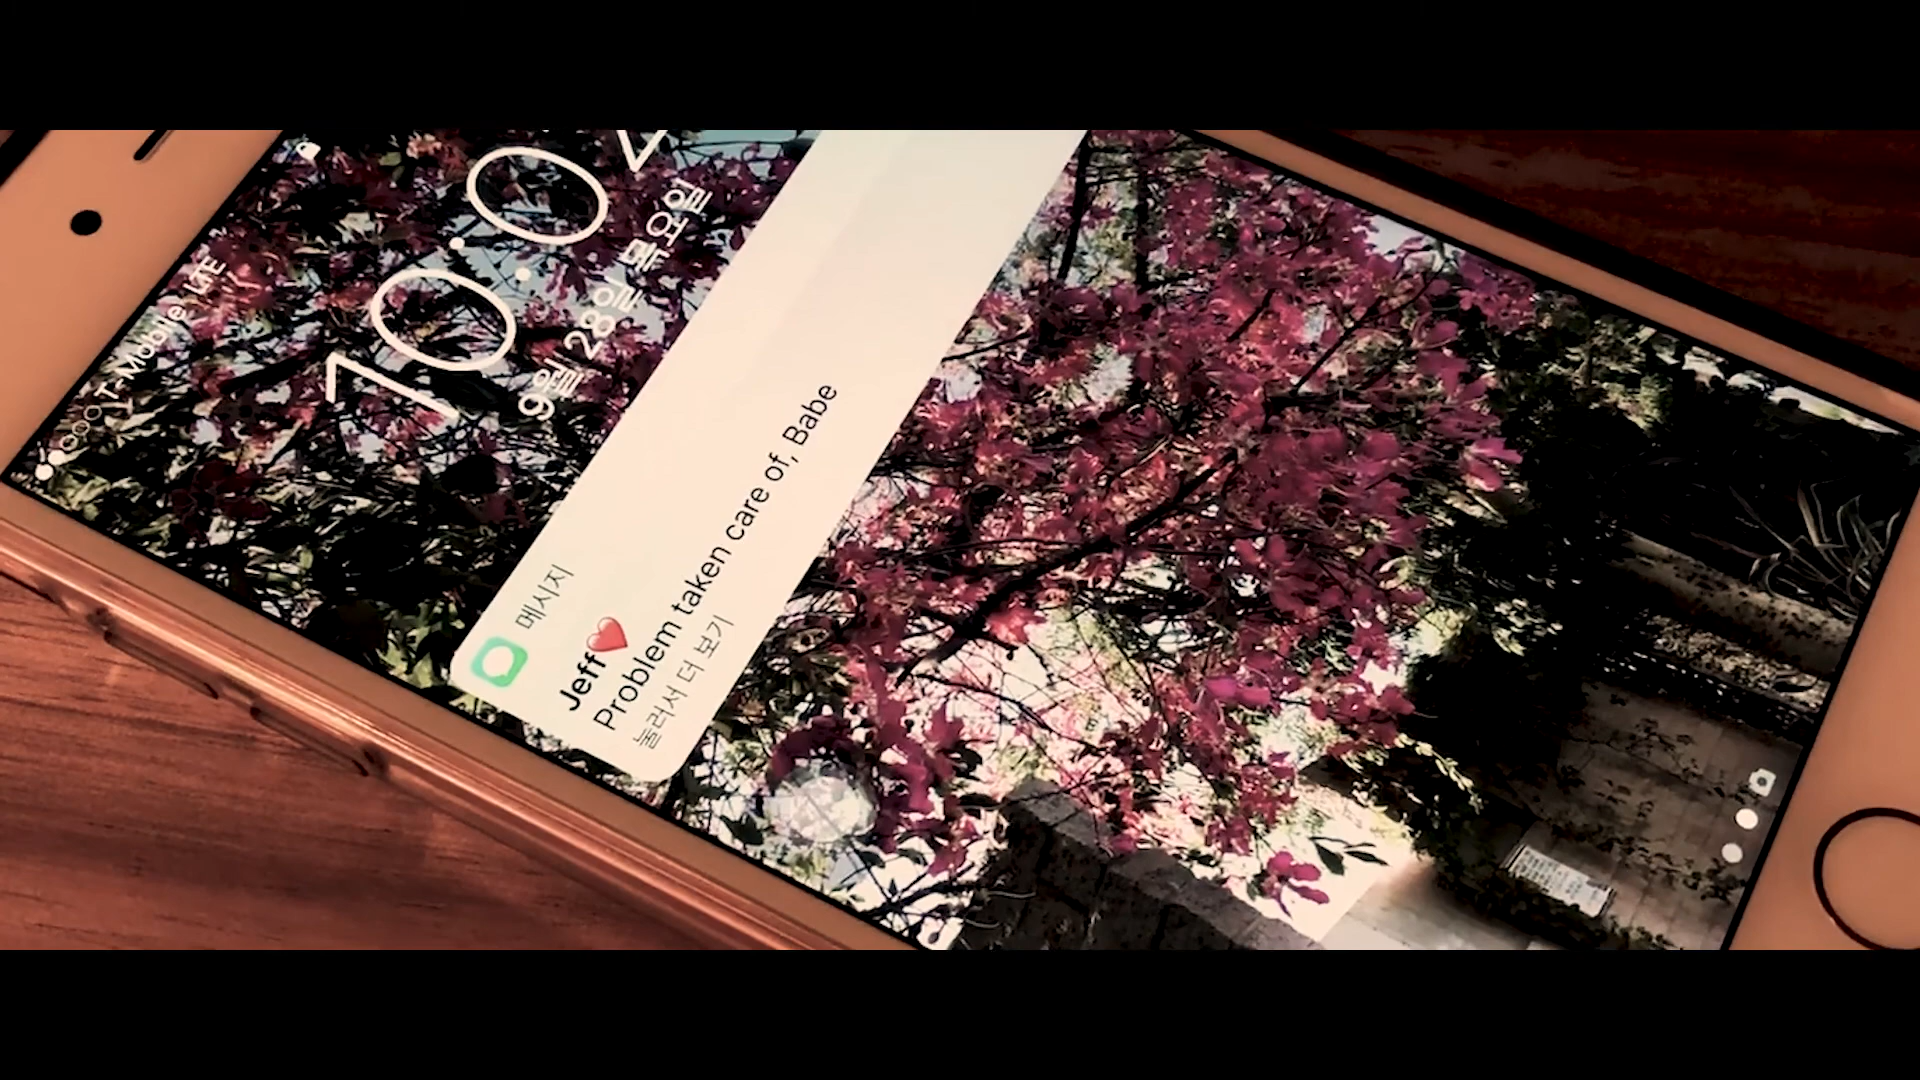 T-Mobile LTE
10:0
9월 28일 목요일
메시지
Jeff❤️
Problem taken care of, Babe
눌러서 더 보기